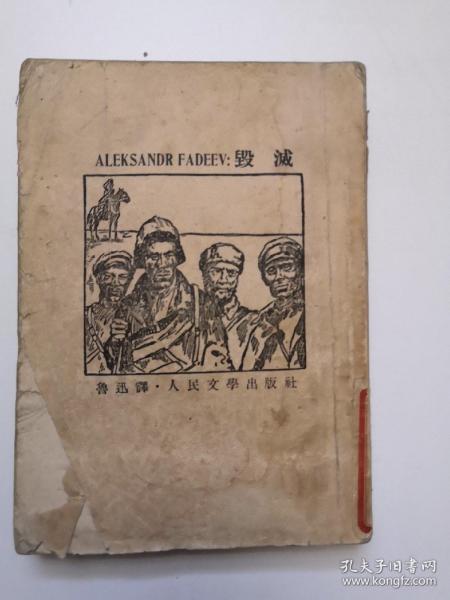 ALEKSANDR FADEEV: 毀滅
魯迅譯・人民文學出版社
孔夫子旧书网
www.kongfz.com